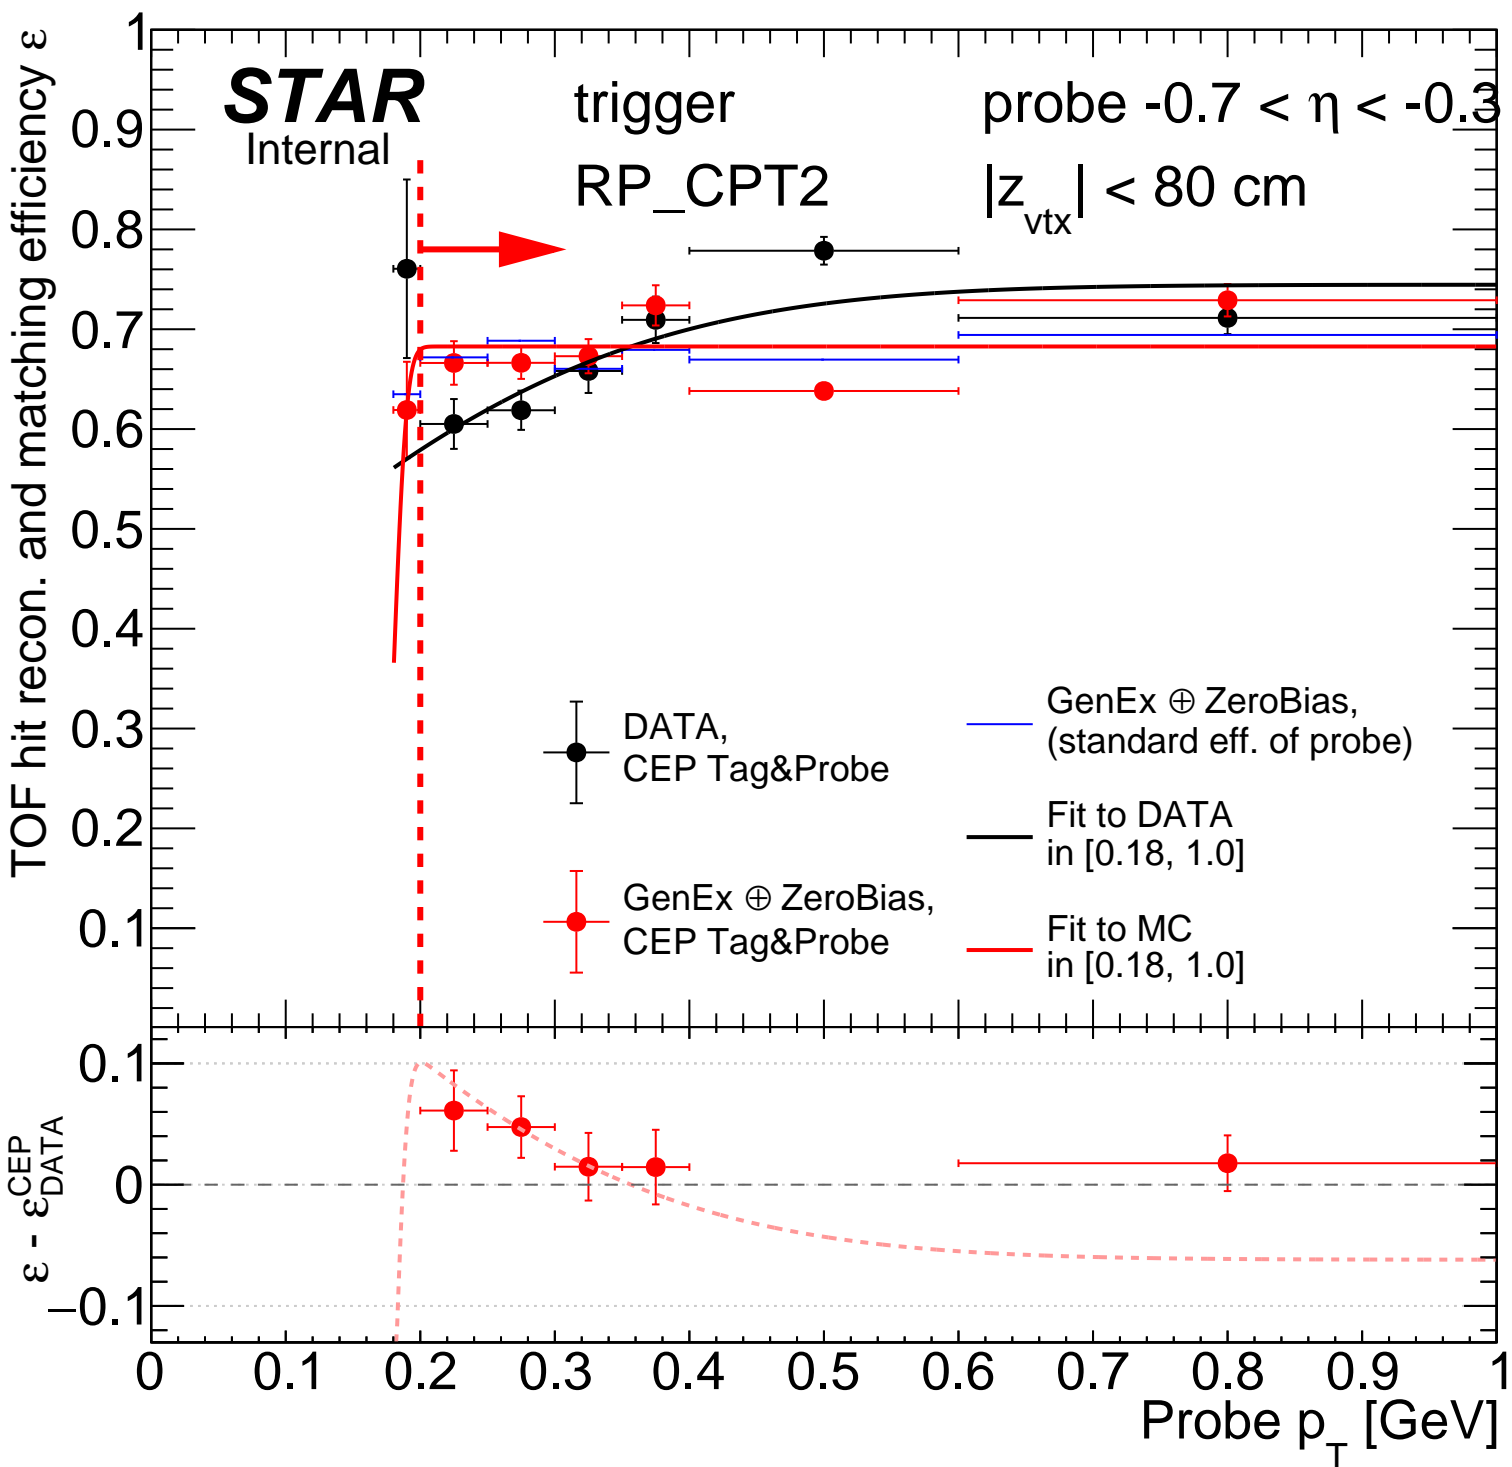 TOF hit recon. and matching efficiency ε
1
0.9
0.8
0.7
0.6
0.5
0.4
0.3
0.2
0.1
STAR
Internal
trigger
RP_CPT2
probe -0.7 < η < -0.3
|z_vtx| < 80 cm
DATA,
CEP Tag&Probe
GenEx ⊕ ZeroBias,
CEP Tag&Probe
GenEx ⊕ ZeroBias,
(standard eff. of probe)
Fit to DATA
in [0.18, 1.0]
Fit to MC
in [0.18, 1.0]
ε - ε^CEP_DATA
0.1
0
−0.1
0 0.1 0.2 0.3 0.4 0.5 0.6 0.7 0.8 0.9 1
Probe p_T [GeV]